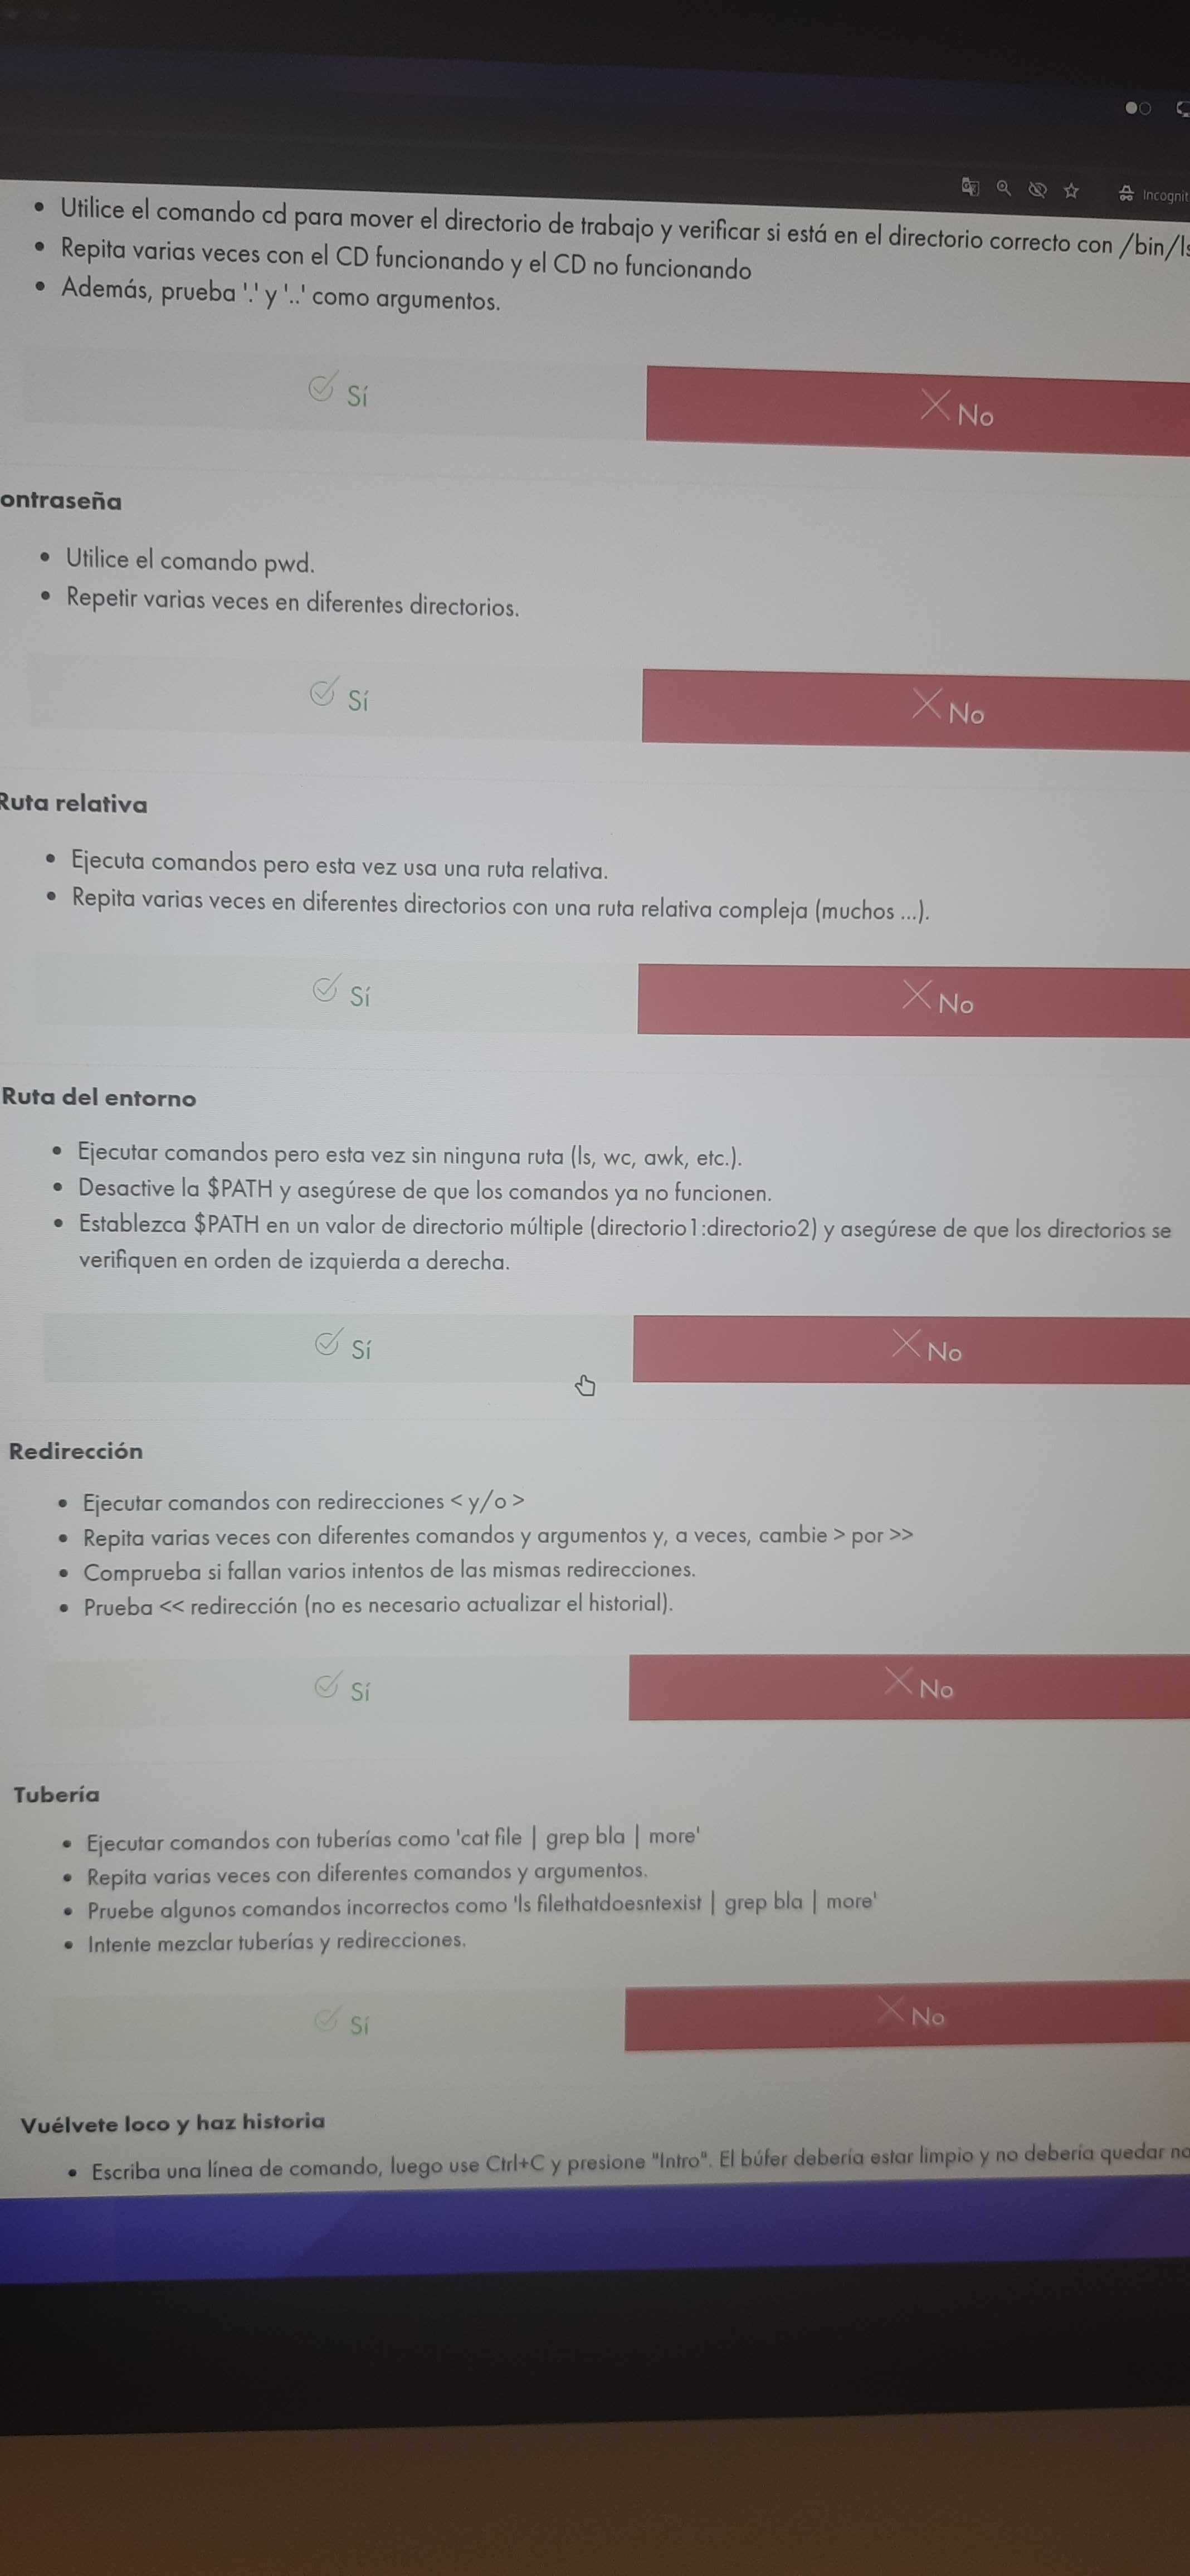 Incognit
• Utilice el comando cd para mover el directorio de trabajo y verificar si está en el directorio correcto con /bin/ls
• Repita varias veces con el CD funcionando y el CD no funcionando
• Además, prueba '.' y '..' como argumentos.
Sí
No
ontraseña
• Utilice el comando pwd.
• Repetir varias veces en diferentes directorios.
Sí
No
Ruta relativa
• Ejecuta comandos pero esta vez usa una ruta relativa.
• Repita varias veces en diferentes directorios con una ruta relativa compleja (muchos ...).
Sí
No
Ruta del entorno
• Ejecutar comandos pero esta vez sin ninguna ruta (ls, wc, awk, etc.).
• Desactive la $PATH y asegúrese de que los comandos ya no funcionen.
• Establezca $PATH en un valor de directorio múltiple (directorio1:directorio2) y asegúrese de que los directorios se
verifiquen en orden de izquierda a derecha.
Sí
No
Redirección
• Ejecutar comandos con redirecciones < y/o >
• Repita varias veces con diferentes comandos y argumentos y, a veces, cambie > por >>
• Comprueba si fallan varios intentos de las mismas redirecciones.
• Prueba << redirección (no es necesario actualizar el historial).
Sí
No
Tubería
• Ejecutar comandos con tuberías como 'cat file | grep bla | more'
• Repita varias veces con diferentes comandos y argumentos.
• Pruebe algunos comandos incorrectos como 'ls filethatdoesntexist | grep bla | more'
• Intente mezclar tuberías y redirecciones.
Sí
No
Vuélvete loco y haz historia
• Escriba una línea de comando, luego use Ctrl+C y presione "Intro". El búfer debería estar limpio y no debería quedar na